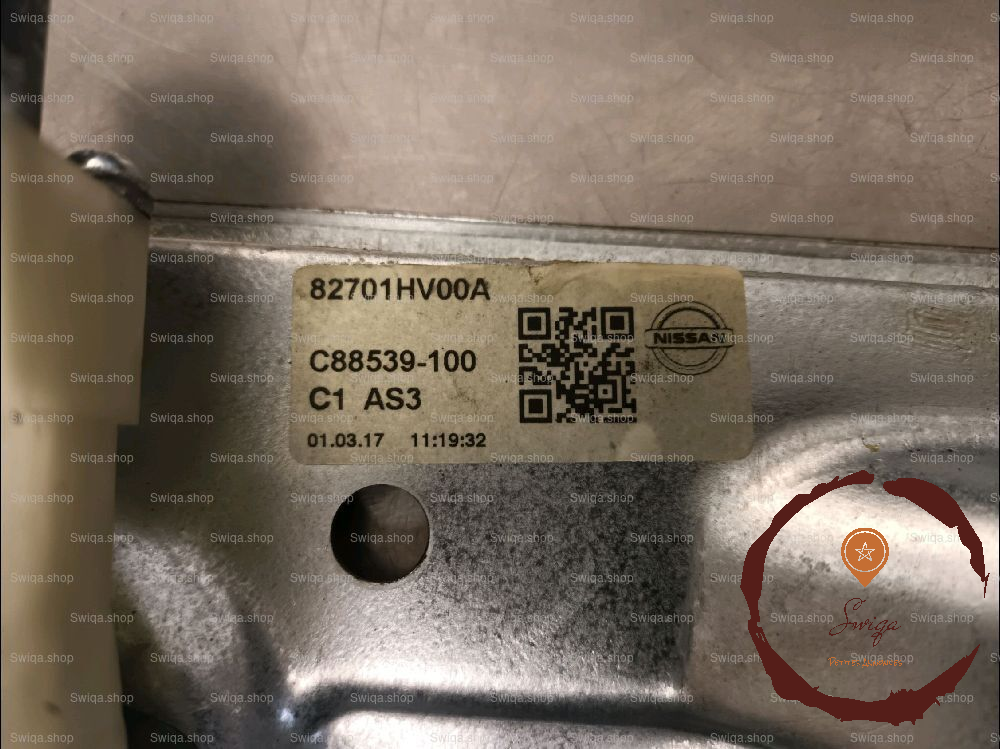 82701HV00A
C88539-100
C1 AS3
01.03.17 11:19:32
NISSAN
Swiqa.shop
Swiqa